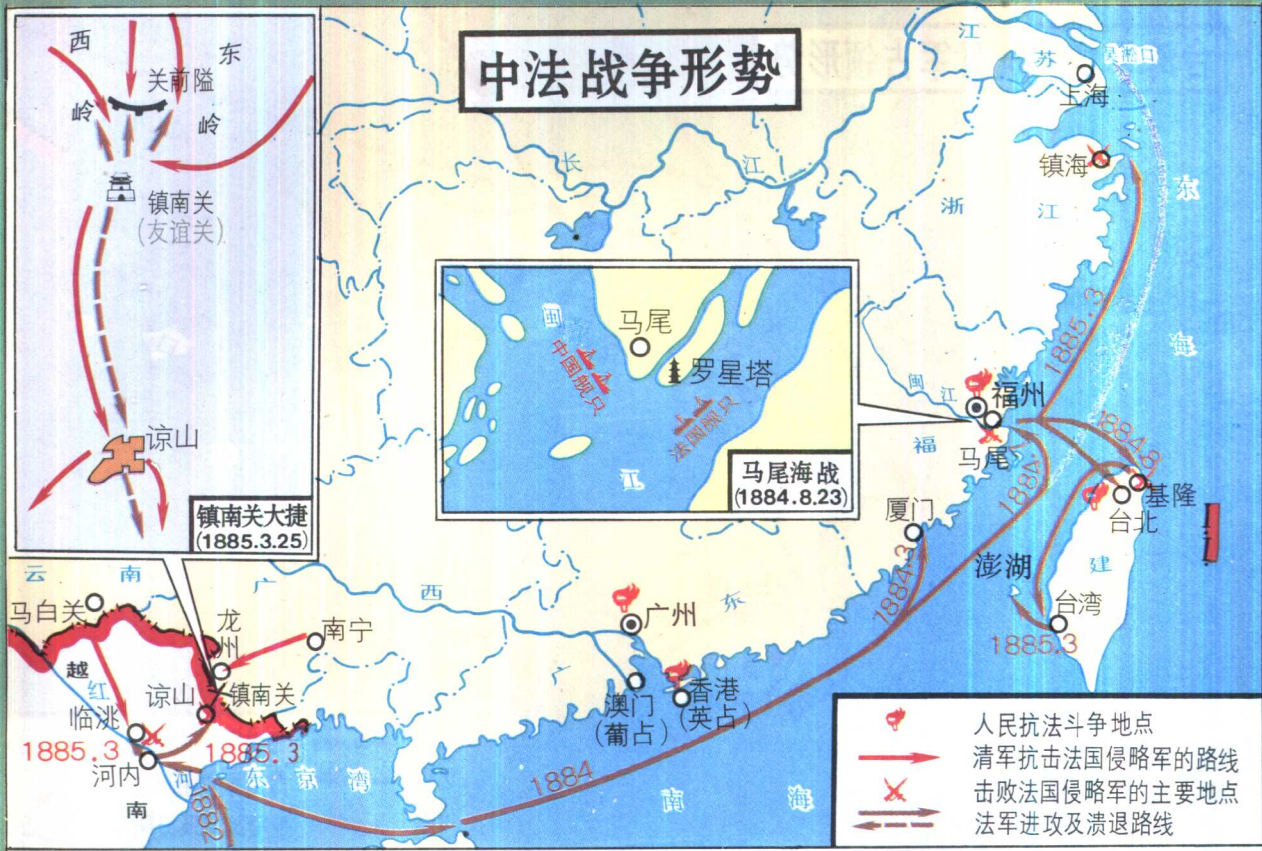 中法战争形势
西
东
关前隘
岭
岭
镇南关
(友谊关)
谅山
镇南关大捷
(1885.3.25)
江
苏
上海
长
江
镇海
浙
江
东
海
1885.3
闽
马尾
中国舰只
罗星塔
法国舰只
江
马尾海战
(1884.8.23)
闽
江
福州
马尾
福
1884.8
1884.
基隆
台北
厦门
澎湖
建
台湾
1885.3
1884.3
云
南
广
西
马白关
龙州
南宁
广州
东
广
越
红
谅山
镇南关
临洮
澳门
(葡占)
香港
(英占)
1885.3
1885.3
河内
河
东
京
湾
南
1882
1884
南
海
人民抗法斗争地点
清军抗击法国侵略军的路线
击败法国侵略军的主要地点
法军进攻及溃退路线